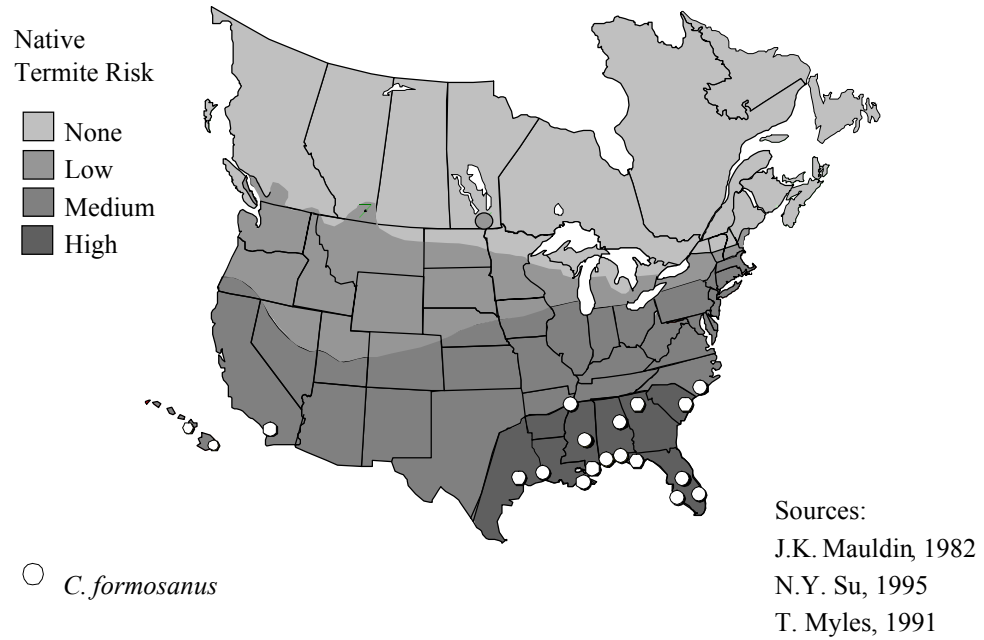 Native
Termite Risk
None
Low
Medium
High
C. formosanus
Sources:
J.K. Mauldin, 1982
N.Y. Su, 1995
T. Myles, 1991